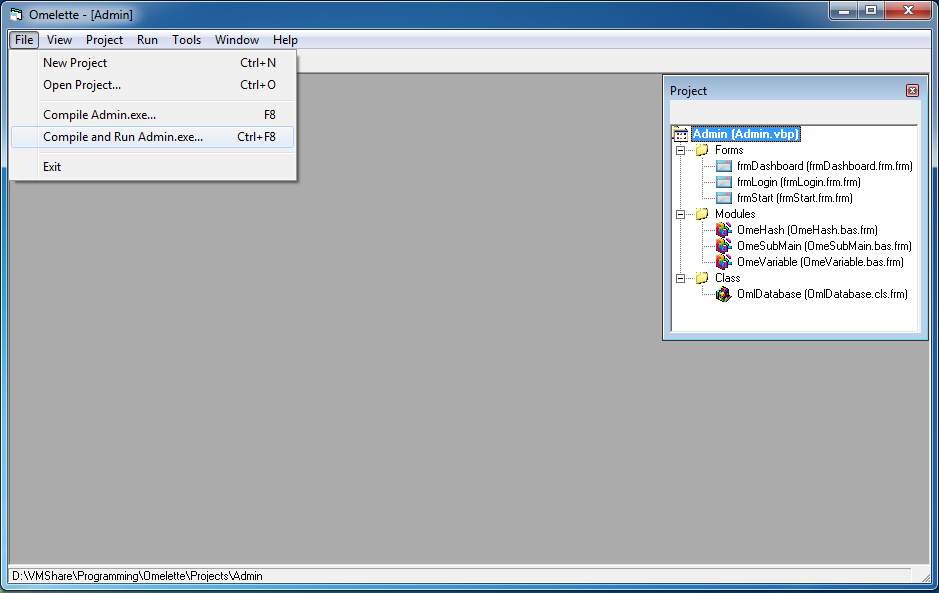 Omelette - [Admin]
File View Project Run Tools Window Help
New Project Ctrl+N
Open Project... Ctrl+O
Compile Admin.exe... F8
Compile and Run Admin.exe... Ctrl+F8
Exit
Project
Admin (Admin.vbp)
Forms
frmDashboard (frmDashboard.frm.frm)
frmLogin (frmLogin.frm.frm)
frmStart (frmStart.frm.frm)
Modules
OmeHash (OmeHash.bas.frm)
OmeSubMain (OmeSubMain.bas.frm)
OmeVariable (OmeVariable.bas.frm)
Class
OmlDatabase (OmlDatabase.cls.frm)
D:\VMShare\Programming\Omelette\Projects\Admin